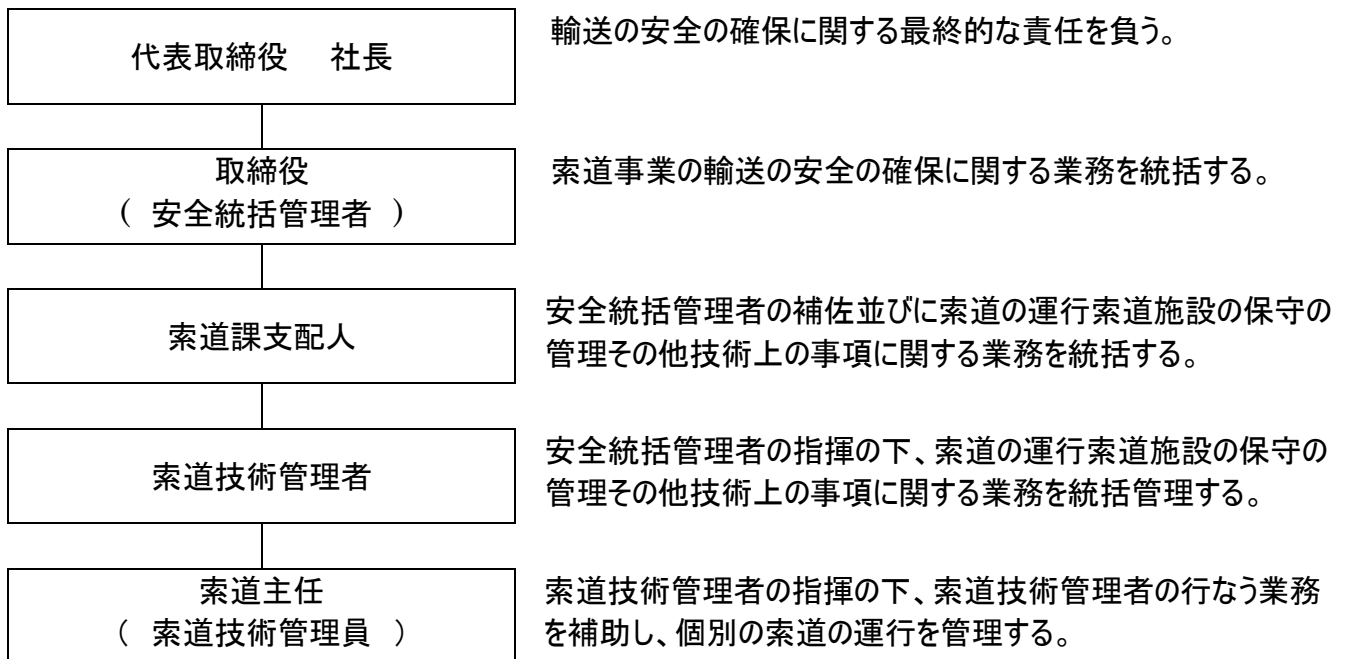 代表取締役 社長
輸送の安全の確保に関する最終的な責任を負う。
取締役
( 安全統括管理者 )
索道事業の輸送の安全の確保に関する業務を統括する。
索道課支配人
安全統括管理者の補佐並びに索道の運行索道施設の保守の
管理その他技術上の事項に関する業務を統括する。
索道技術管理者
安全統括管理者の指揮の下、索道の運行索道施設の保守の
管理その他技術上の事項に関する業務を統括管理する。
索道主任
( 索道技術管理員 )
索道技術管理者の指揮の下、索道技術管理者の行なう業務
を補助し、個別の索道の運行を管理する。